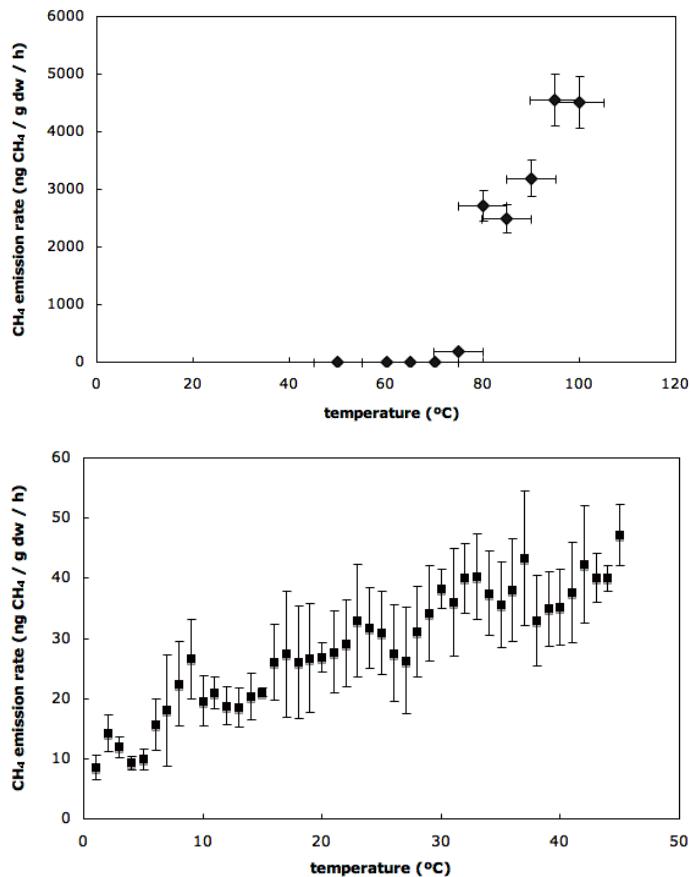 6000
5000
4000
3000
2000
1000
0
CH₄ emission rate (ng CH₄ / g dw / h)
0 20 40 60 80 100 120
temperature (ºC)
60
50
40
30
20
10
0
CH₄ emission rate (ng CH₄ / g dw / h)
0 10 20 30 40 50
temperature (ºC)